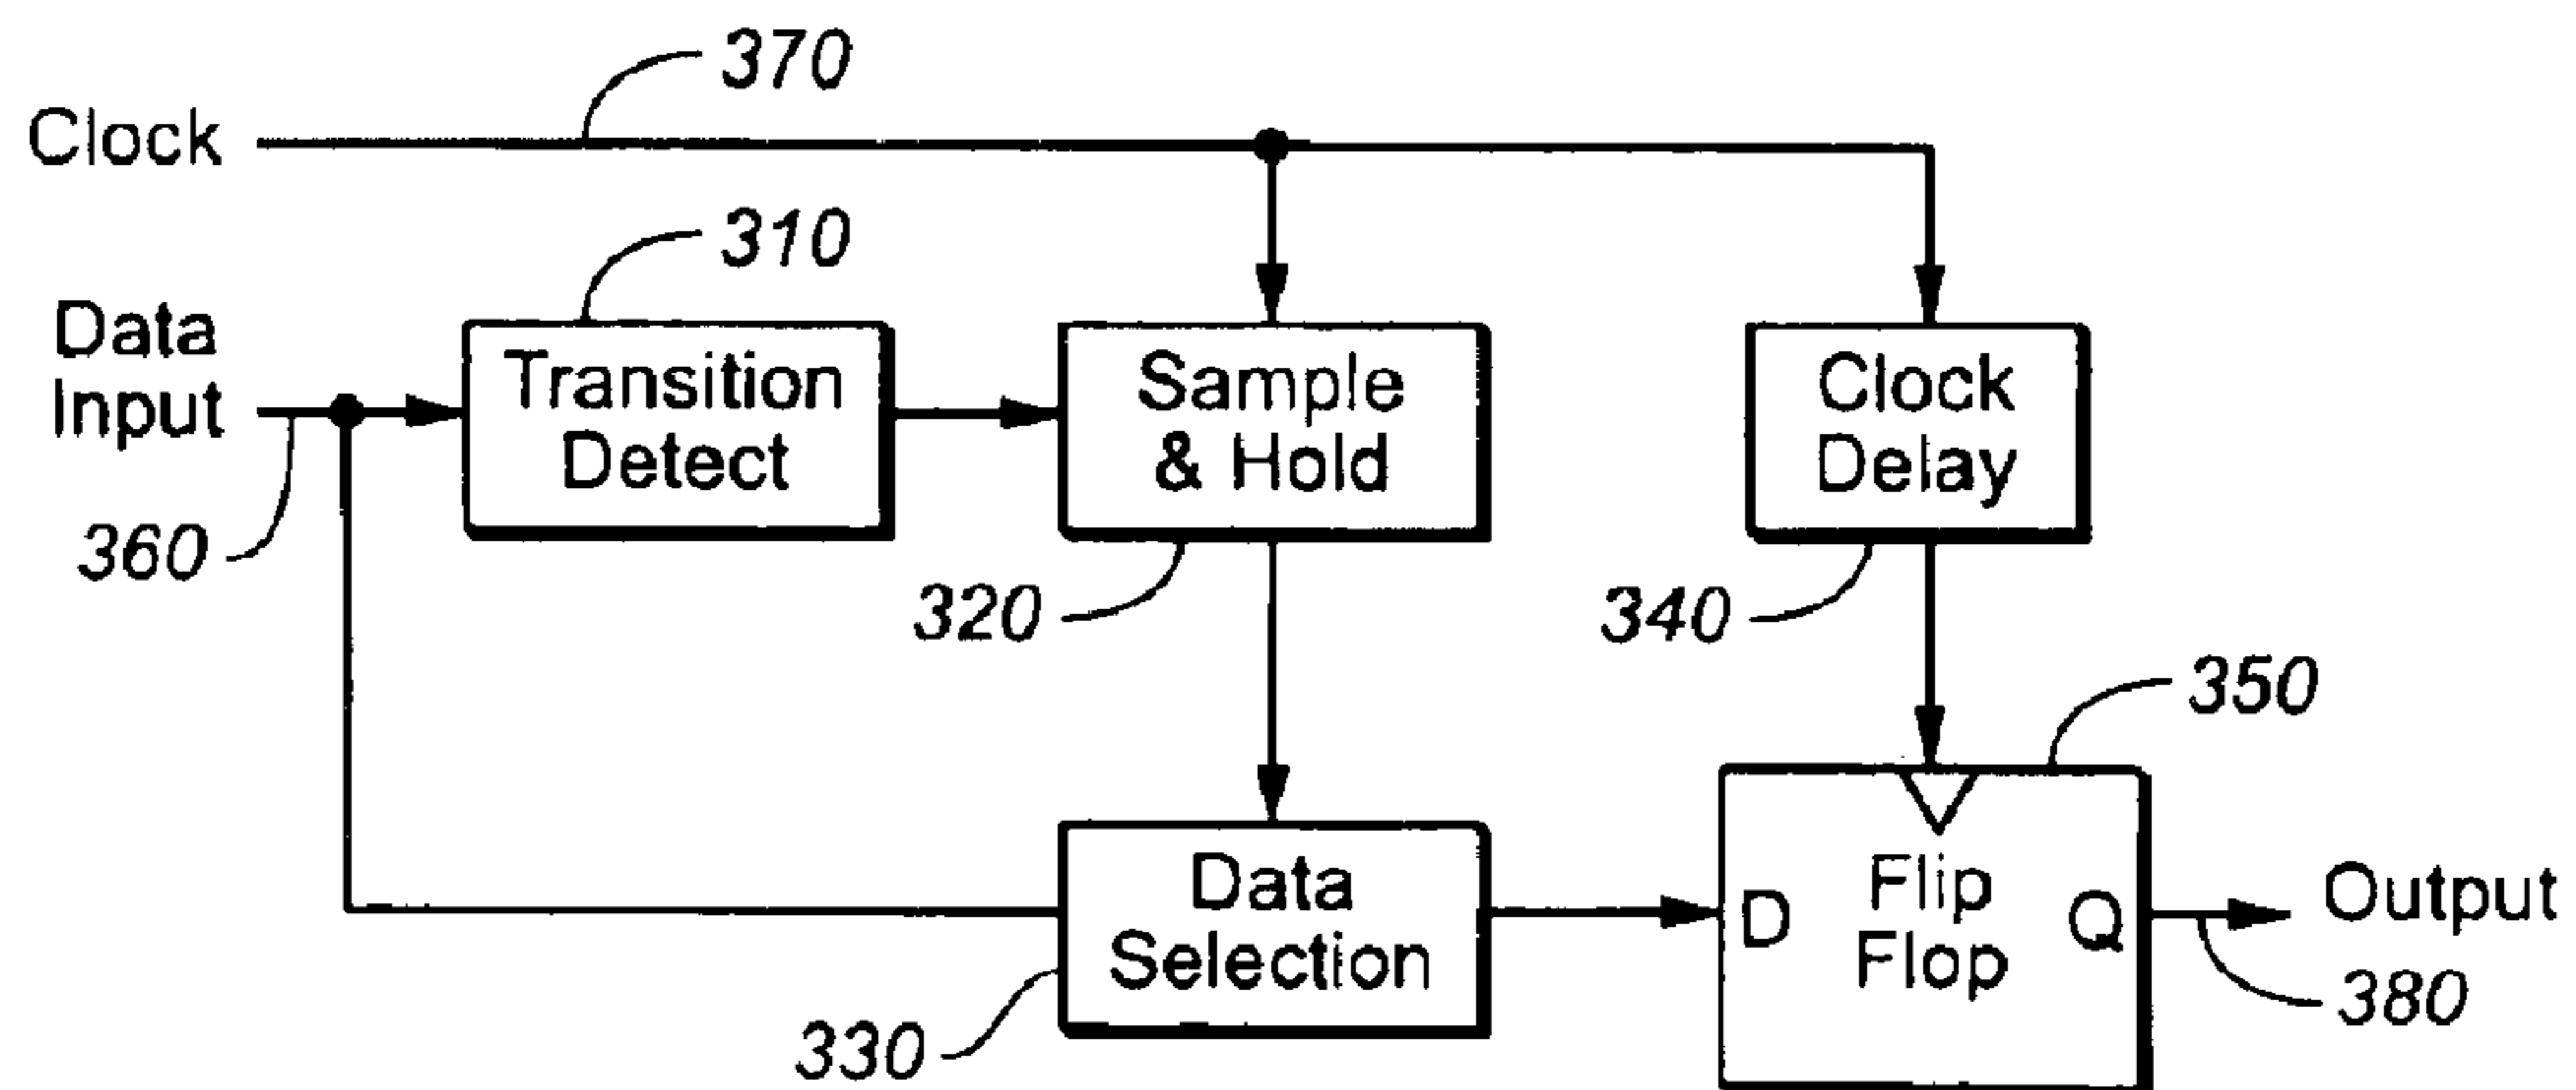 370
Clock
310
Data
Input
Transition
Detect
Sample
& Hold
Clock
Delay
360
320
340
350
Data
Selection
D
Flip
Flop
Q
Output
380
330